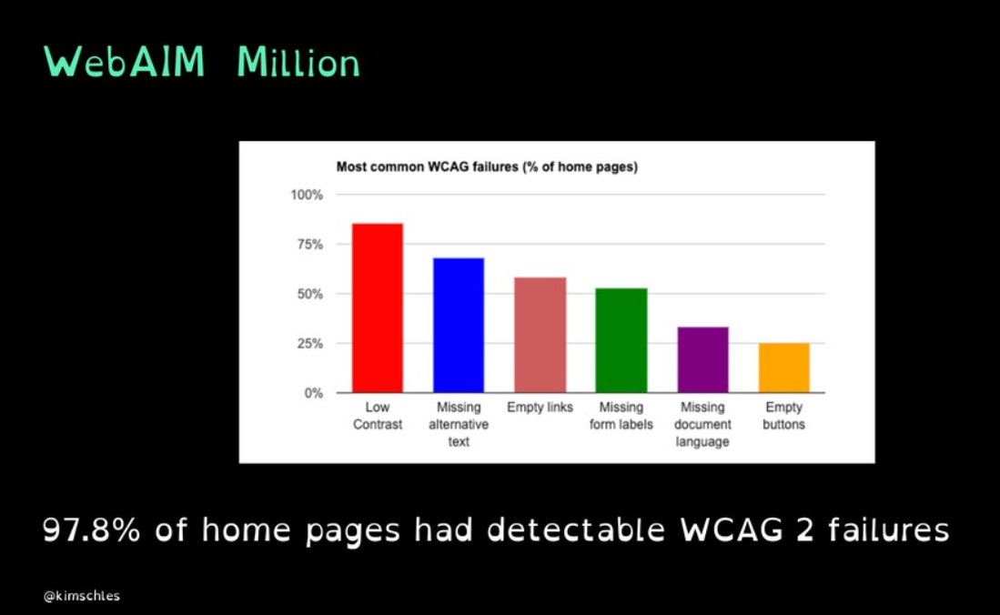 WebAIM Million
Most common WCAG failures (% of home pages)
100%
75%
50%
25%
0%
Low
Contrast
Missing
alternative
text
Empty links
Missing
form labels
Missing
document
language
Empty
buttons
97.8% of home pages had detectable WCAG 2 failures
@kimschles